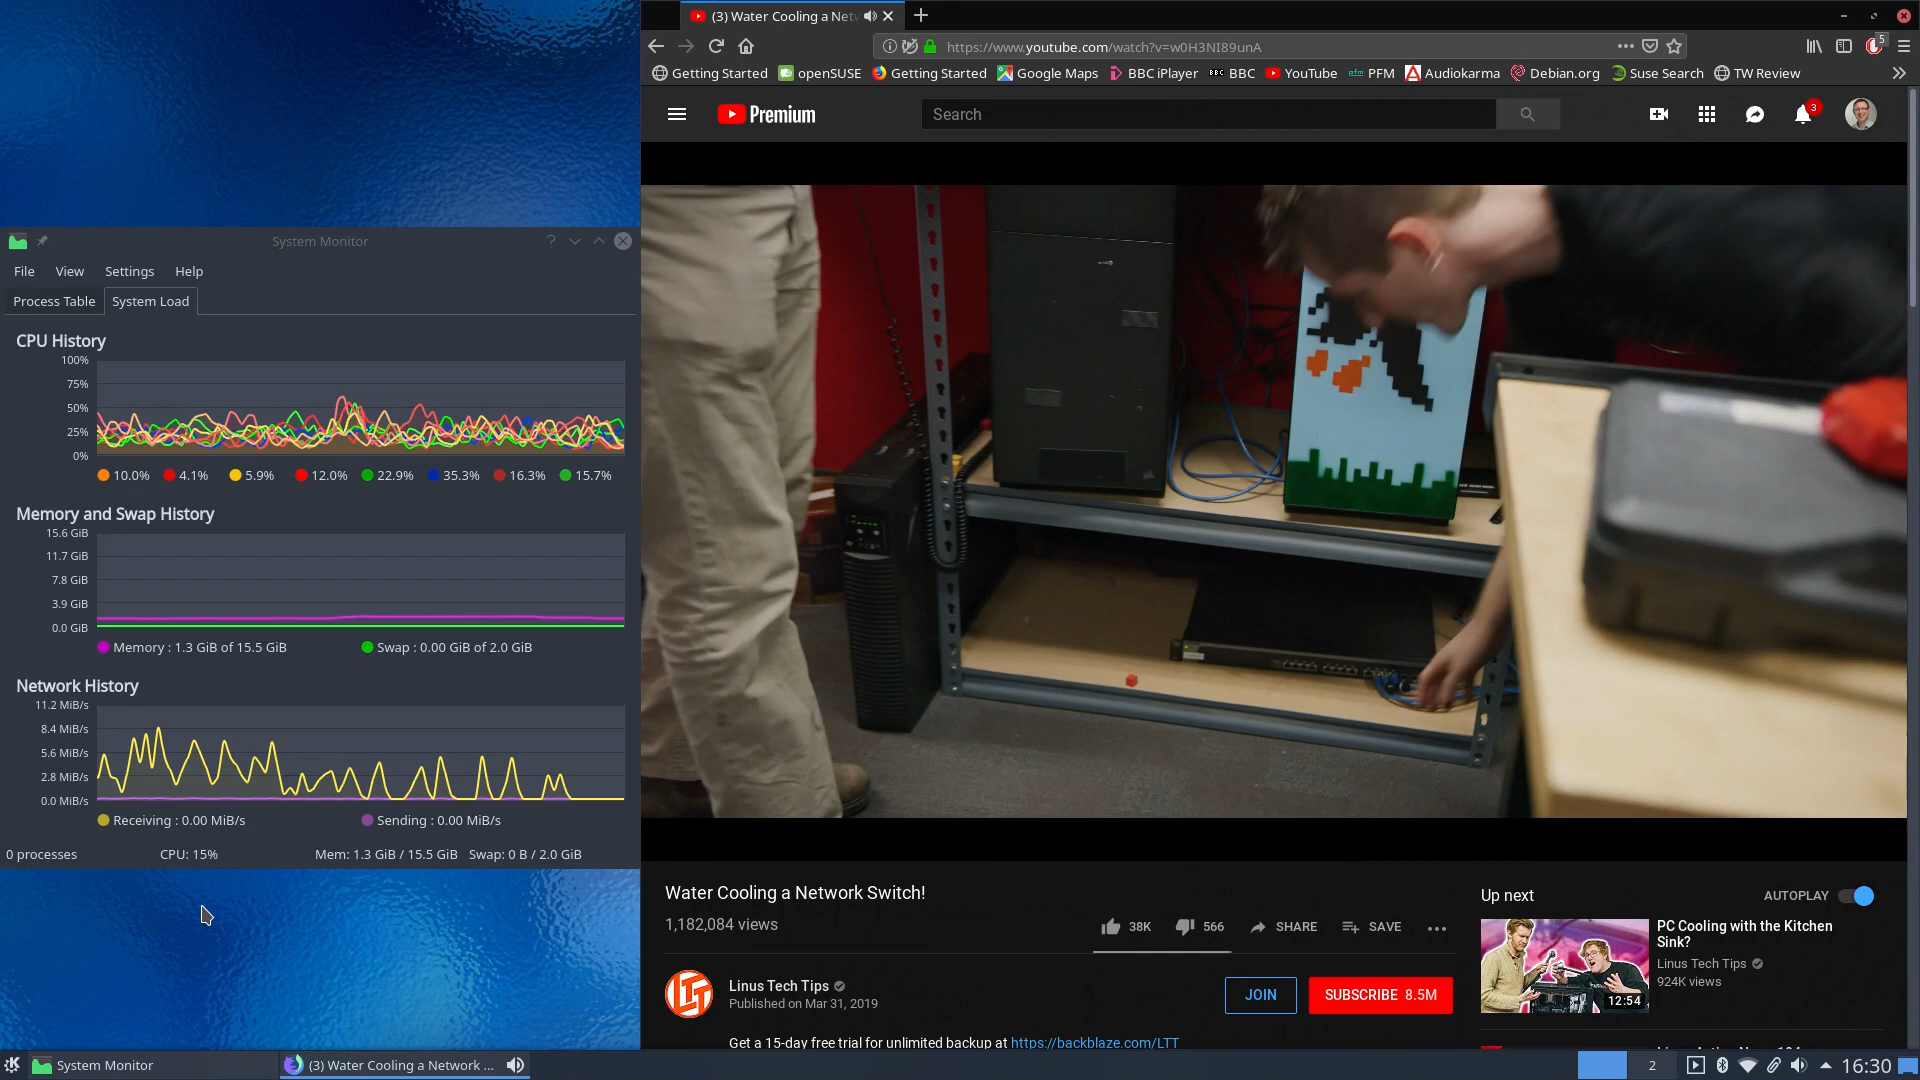 System Monitor
File View Settings Help
Process Table System Load
CPU History
100%
75%
50%
25%
0%
10.0% 4.1% 5.9% 12.0% 22.9% 35.3% 16.3% 15.7%
Memory and Swap History
15.6 GiB
11.7 GiB
7.8 GiB
3.9 GiB
0.0 GiB
Memory : 1.3 GiB of 15.5 GiB Swap : 0.00 GiB of 2.0 GiB
Network History
11.2 MiB/s
8.4 MiB/s
5.6 MiB/s
2.8 MiB/s
0.0 MiB/s
Receiving : 0.00 MiB/s Sending : 0.00 MiB/s
0 processes CPU: 15% Mem: 1.3 GiB / 15.5 GiB Swap: 0 B / 2.0 GiB
(3) Water Cooling a Net
https://www.youtube.com/watch?v=w0H3NI89unA
5
Getting Started openSUSE Getting Started Google Maps BBC iPlayer BBC BBC YouTube PFM Audiokarma Debian.org Suse Search TW Review
Premium
Search
3
Water Cooling a Network Switch!
1,182,084 views
38K 566 SHARE SAVE
LTT
Linus Tech Tips
Published on Mar 31, 2019
JOIN SUBSCRIBE 8.5M
Get a 15-day free trial for unlimited backup at https://backblaze.com/LTT
Up next AUTOPLAY
12:54
PC Cooling with the Kitchen
Sink?
Linus Tech Tips
924K views
System Monitor (3) Water Cooling a Network ... 2 16:30